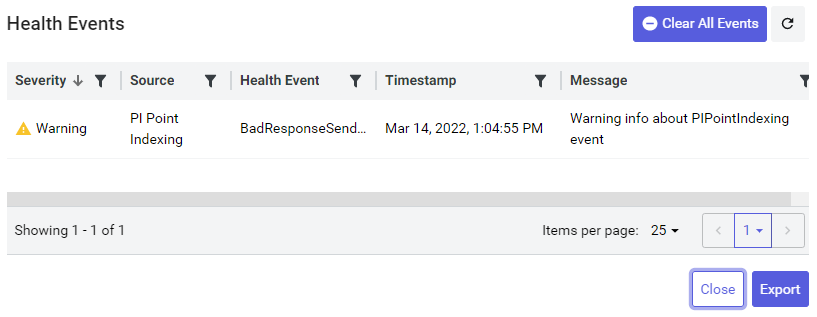 Health Events
Clear All Events
Severity Source Health Event Timestamp Message
Warning PI Point Indexing BadResponseSend... Mar 14, 2022, 1:04:55 PM Warning info about PIPointIndexing event
Showing 1 - 1 of 1 Items per page: 25 1
Close Export